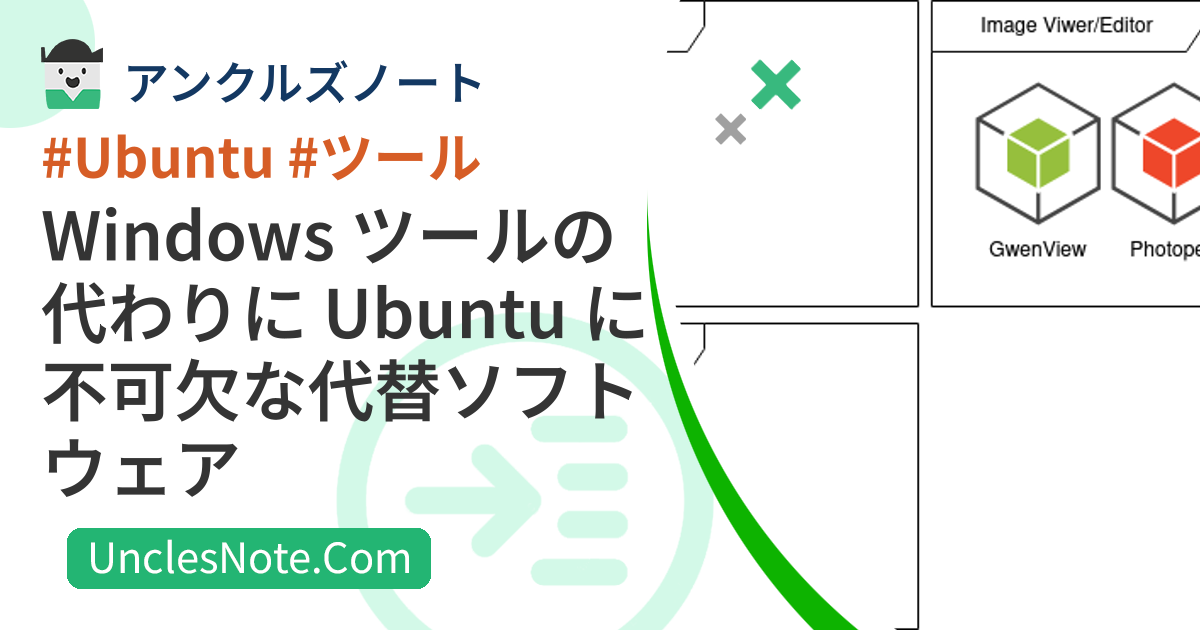 アンクルズノート
#Ubuntu #ツール
Windows ツールの
代わりに Ubuntu に
不可欠な代替ソフト
ウェア
UnclesNote.Com
Image Viwer/Editor
GwenView
Photope